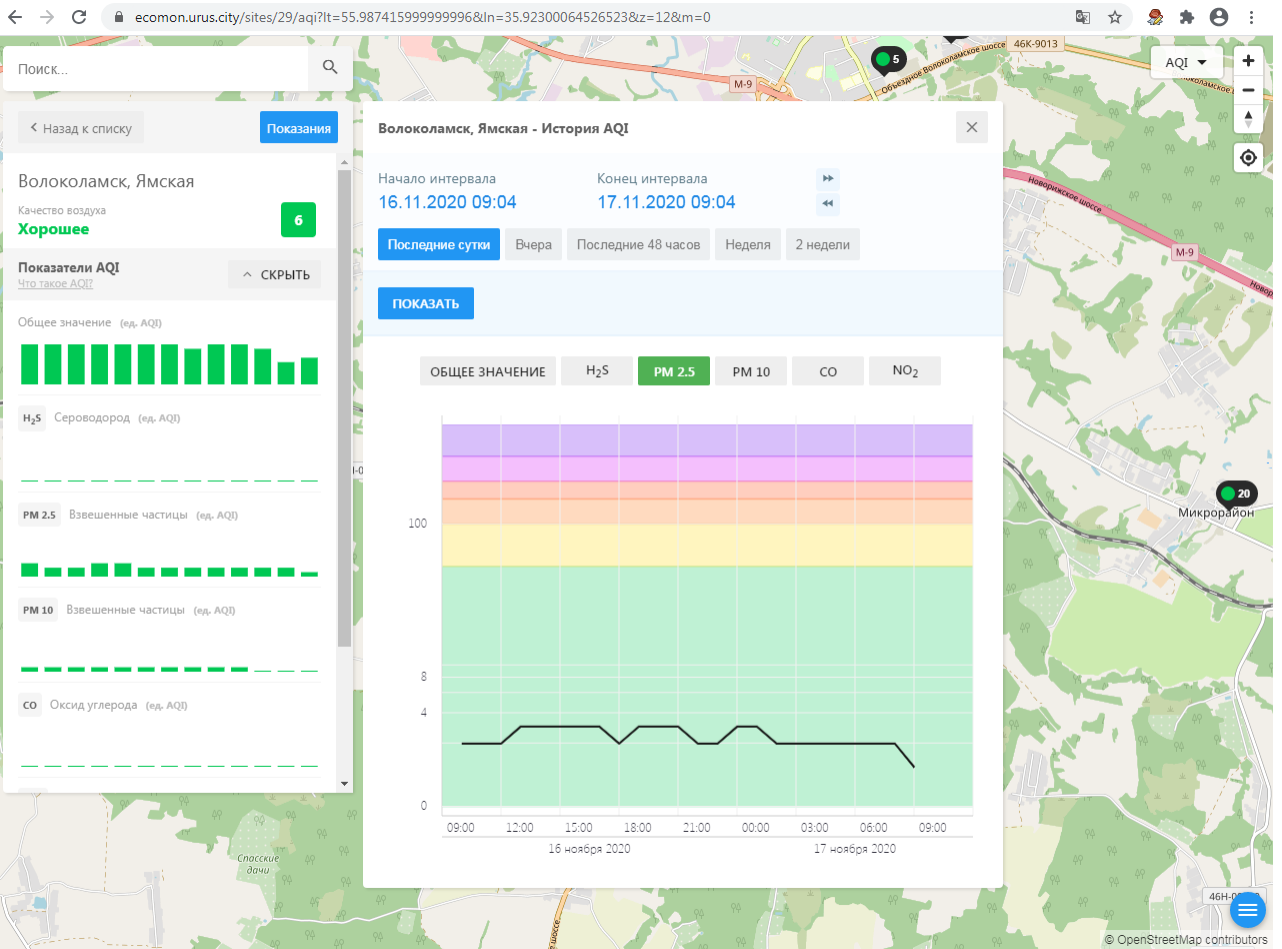 ecomon.urus.city/sites/29/aqi?lt=55.987415999999996&ln=35.92300064526523&z=12&m=0
46К-9013
5
Объездное Волоколамское шоссе
М-9
Поиск...
AQI
Назад к списку
Показания
Волоколамск, Ямская
Качество воздуха
Хорошее
6
Показатели AQI
Что такое AQI?
СКРЫТЬ
Общее значение (ед. AQI)
H2S Сероводород (ед. AQI)
PM 2.5 Взвешенные частицы (ед. AQI)
PM 10 Взвешенные частицы (ед. AQI)
CO Оксид углерода (ед. AQI)
Волоколамск, Ямская - История AQI
Начало интервала
Конец интервала
16.11.2020 09:04
17.11.2020 09:04
Последние сутки
Вчера
Последние 48 часов
Неделя
2 недели
ПОКАЗАТЬ
ОБЩЕЕ ЗНАЧЕНИЕ
H2S
PM 2.5
PM 10
CO
NO2
100
8
4
0
09:00 12:00 15:00 18:00 21:00 00:00 03:00 06:00 09:00
16 ноября 2020
17 ноября 2020
Новорижское шоссе
М-9
20
Микрорайон
Спасские
дачи
© OpenStreetMap contributors